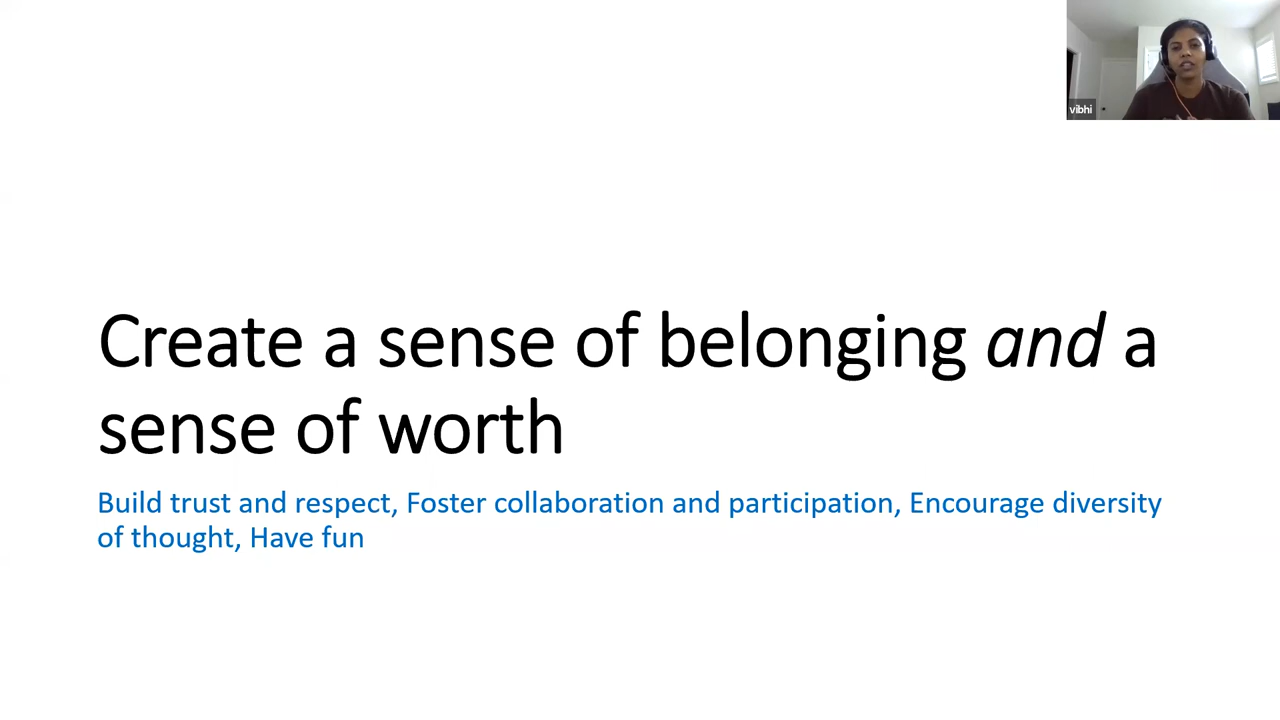 vibhi
Create a sense of belonging and a
sense of worth
Build trust and respect, Foster collaboration and participation, Encourage diversity
of thought, Have fun